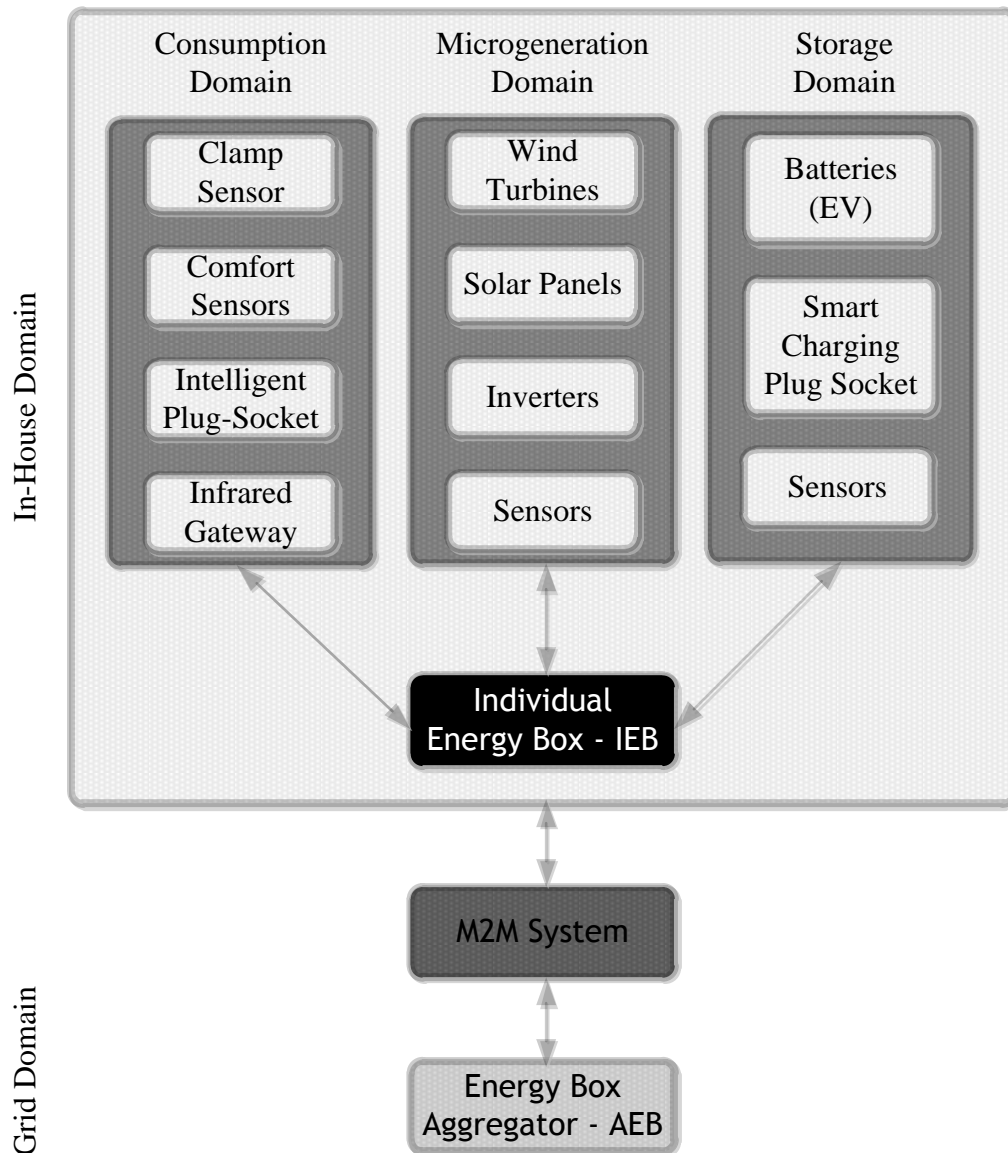 Consumption
Domain
Microgeneration
Domain
Storage
Domain
Clamp
Sensor
Comfort
Sensors
Intelligent
Plug-Socket
Infrared
Gateway
Wind
Turbines
Solar Panels
Inverters
Sensors
Batteries
(EV)
Smart
Charging
Plug Socket
Sensors
In-House Domain
Individual
Energy Box - IEB
M2M System
Grid Domain
Energy Box
Aggregator - AEB